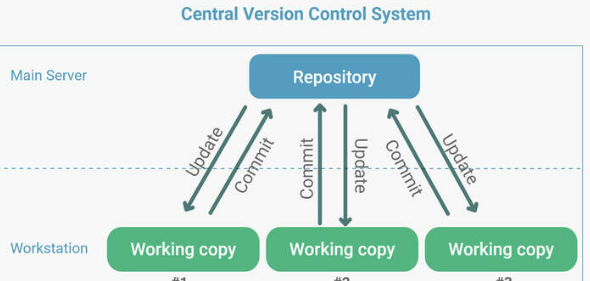 Central Version Control System
Main Server
Repository
Update
Commit
Commit
Update
Commit
Update
Workstation
Working copy
Working copy
Working copy